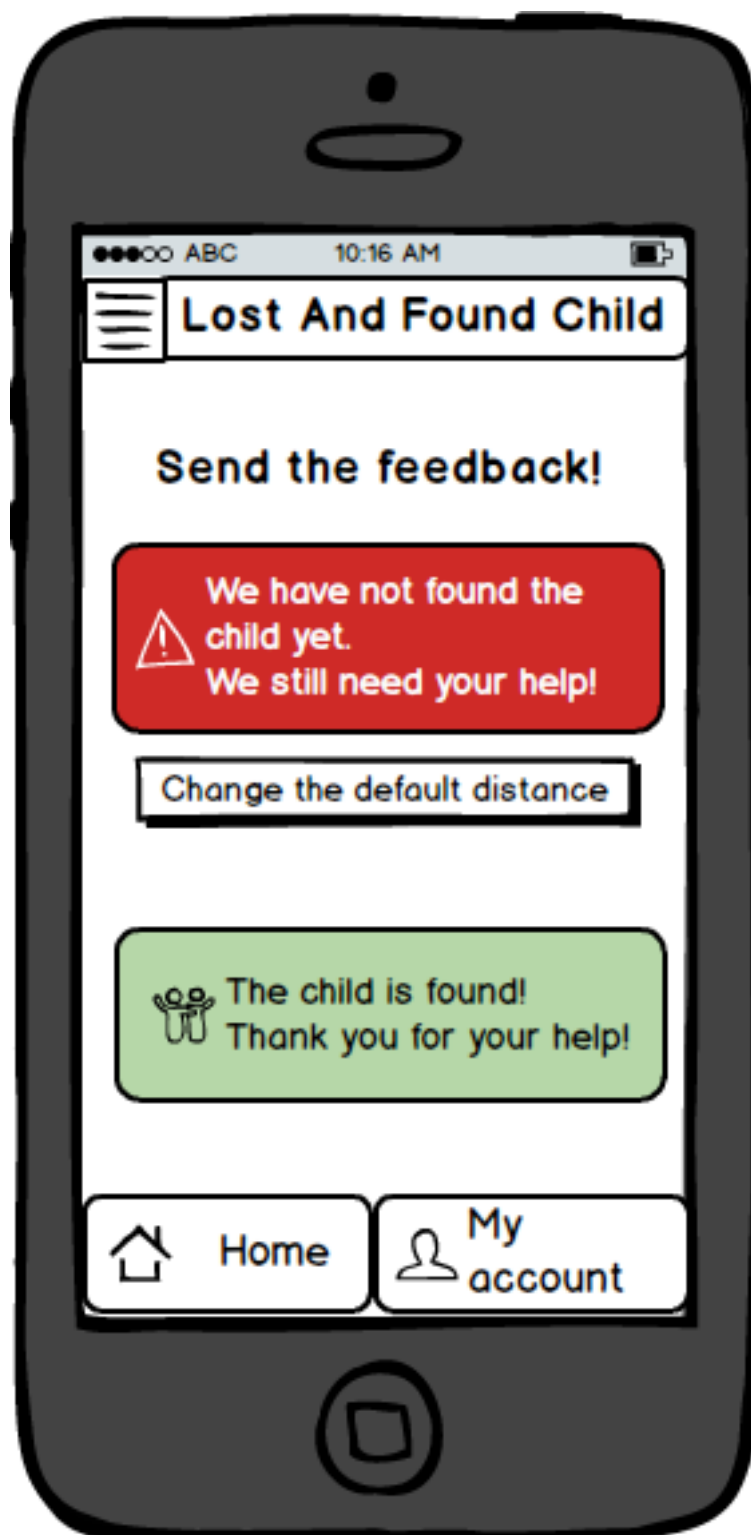 ABC 10:16 AM
Lost And Found Child
Send the feedback!
We have not found the
child yet.
We still need your help!
Change the default distance
The child is found!
Thank you for your help!
Home
My
account